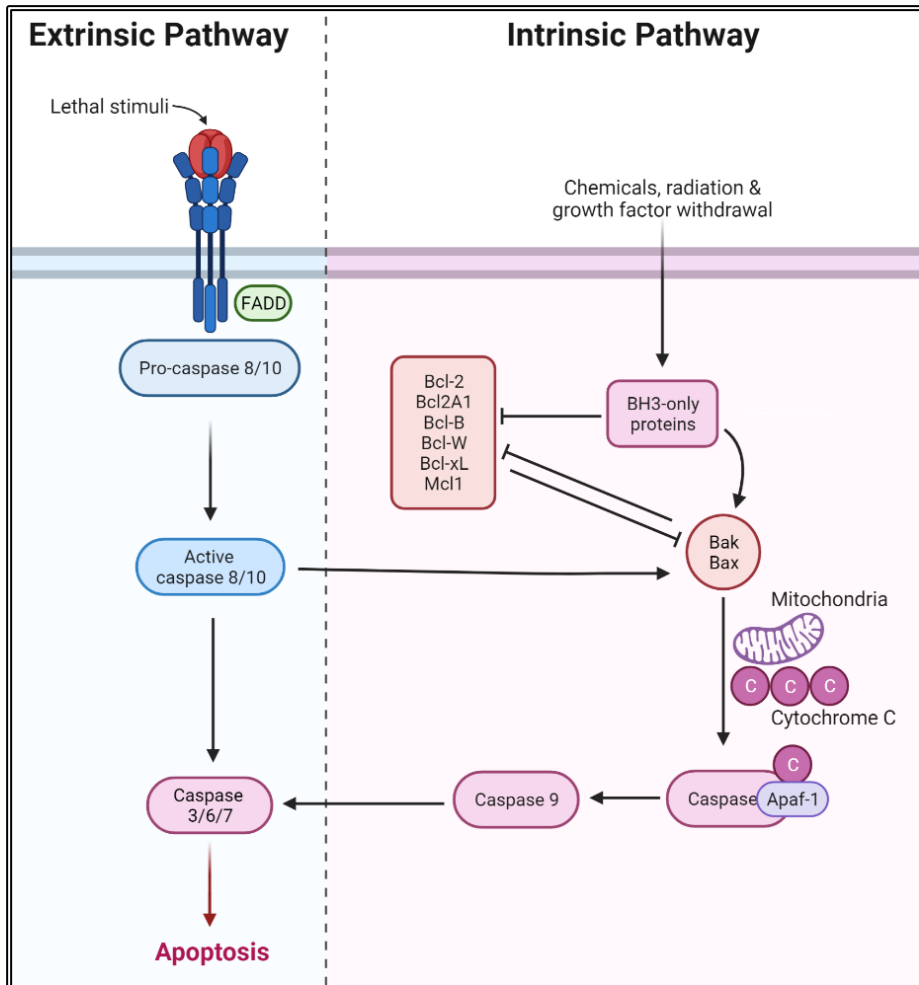 Extrinsic Pathway
Intrinsic Pathway
Lethal stimuli
Chemicals, radiation &
growth factor withdrawal
FADD
Pro-caspase 8/10
Bcl-2
Bcl2A1
Bcl-B
Bcl-W
Bcl-xL
Mcl1
BH3-only
proteins
Active
caspase 8/10
Bak
Bax
Mitochondria
C C C
Cytochrome C
C
Caspase
3/6/7
Caspase 9
Caspase
Apaf-1
Apoptosis